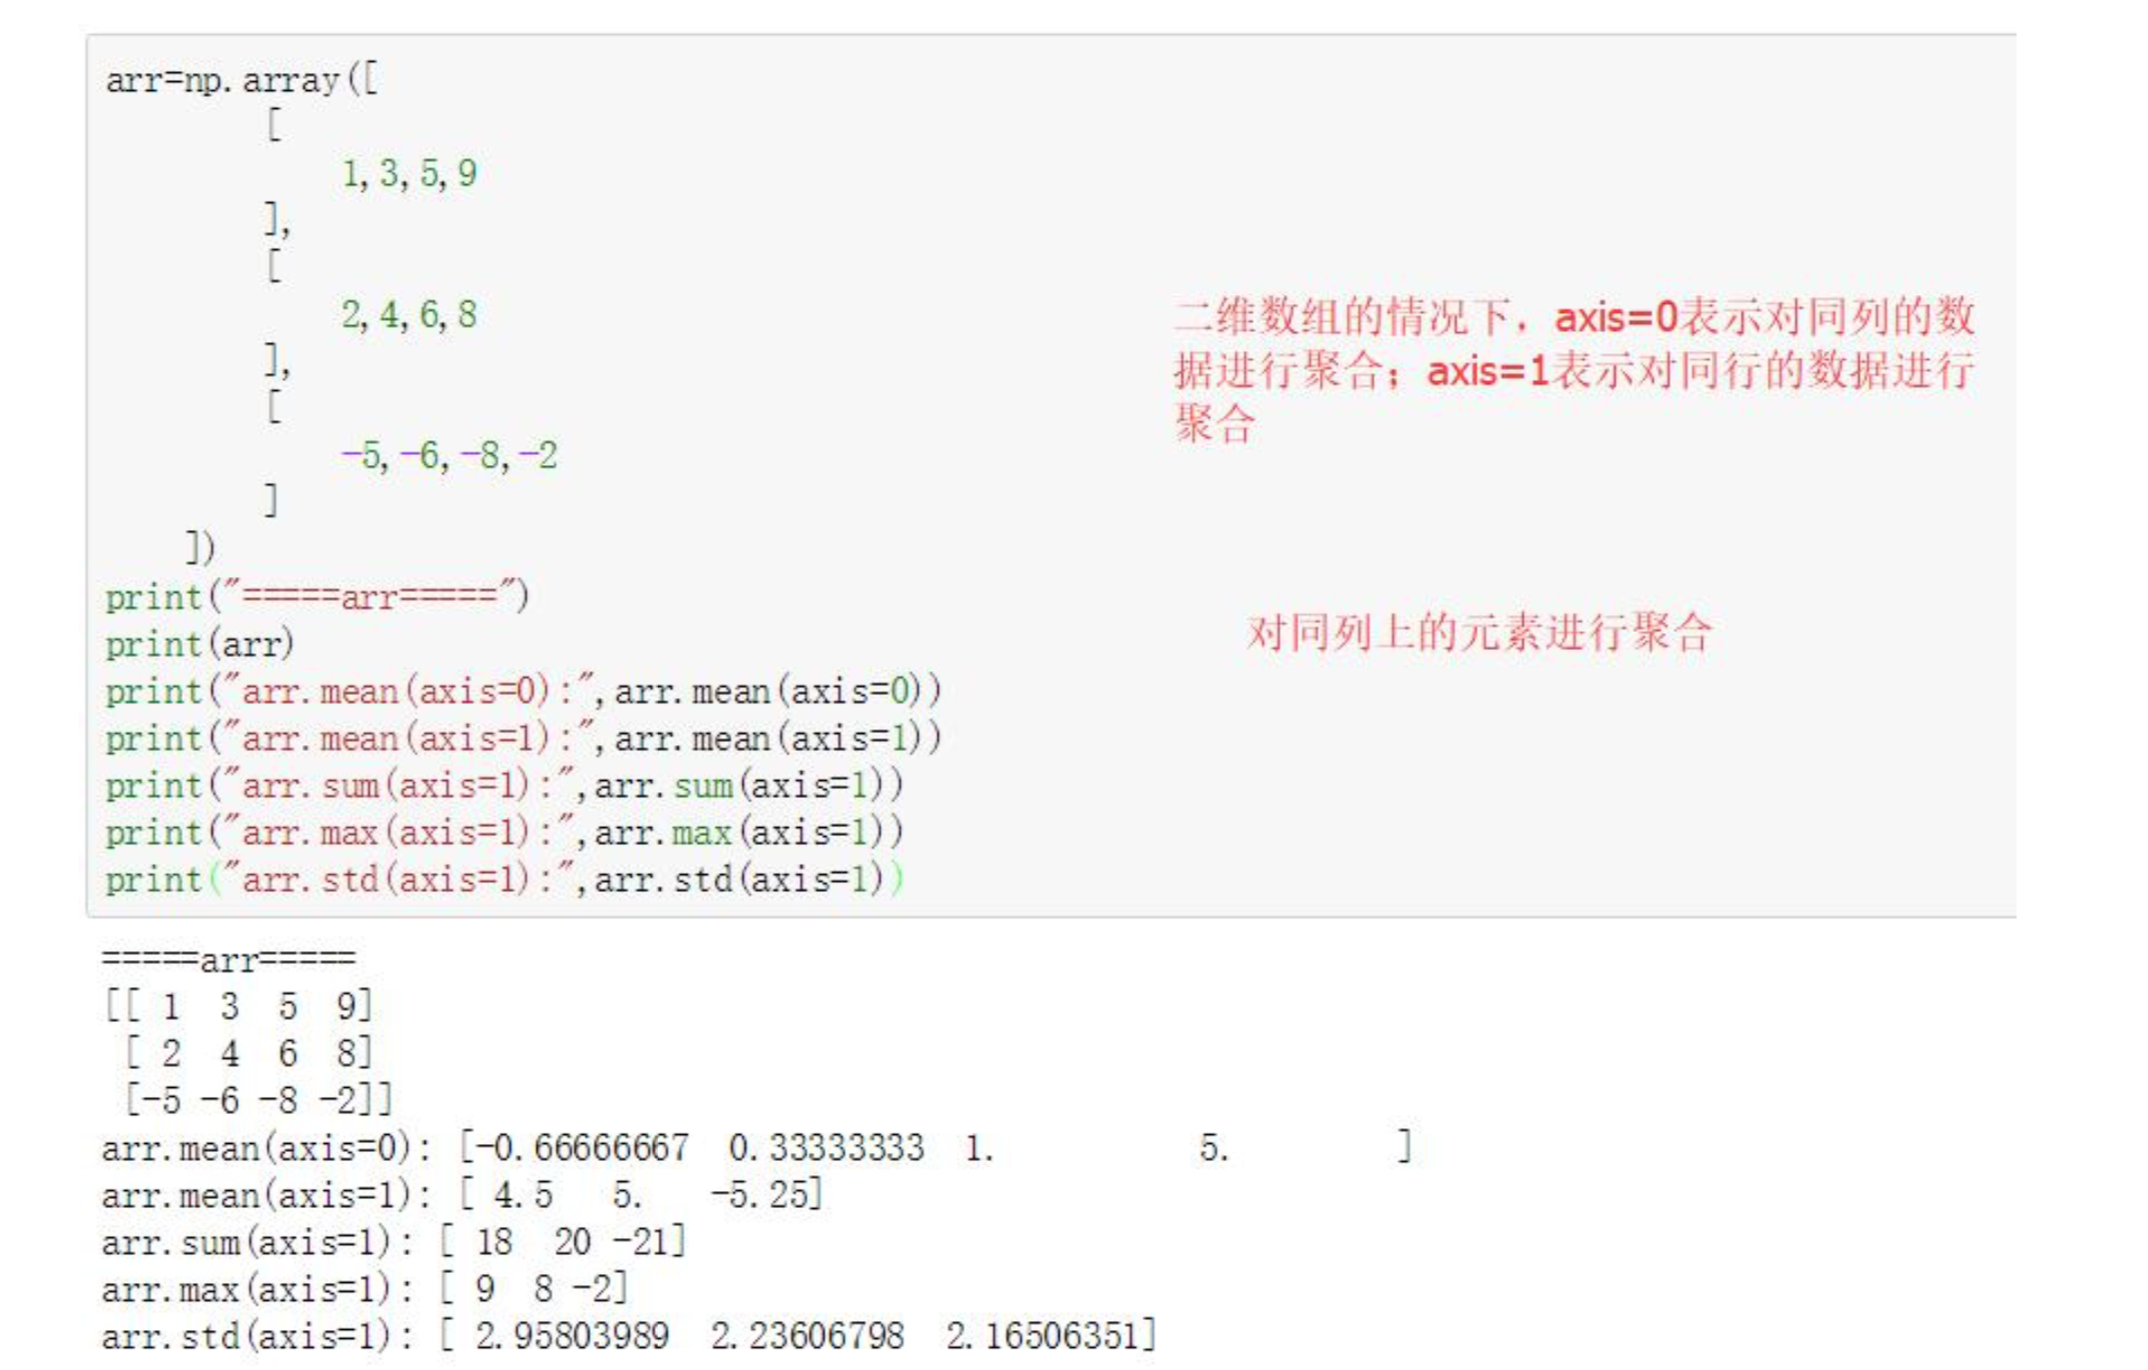 arr=np.array([
[
1,3,5,9
],
[
2,4,6,8
],
[
-5,-6,-8,-2
]
])
print("=====arr=====")
print(arr)
print("arr.mean(axis=0):",arr.mean(axis=0))
print("arr.mean(axis=1):",arr.mean(axis=1))
print("arr.sum(axis=1):",arr.sum(axis=1))
print("arr.max(axis=1):",arr.max(axis=1))
print("arr.std(axis=1):",arr.std(axis=1))
二维数组的情况下，axis=0表示对同列的数
据进行聚合；axis=1表示对同行的数据进行
聚合
对同列上的元素进行聚合
=====arr=====
[[ 1  3  5  9]
[ 2  4  6  8]
[-5 -6 -8 -2]]
arr.mean(axis=0): [-0.66666667  0.33333333  1.          5.        ]
arr.mean(axis=1): [ 4.5   5.   -5.25]
arr.sum(axis=1): [ 18  20 -21]
arr.max(axis=1): [ 9  8 -2]
arr.std(axis=1): [ 2.95803989  2.23606798  2.16506351]